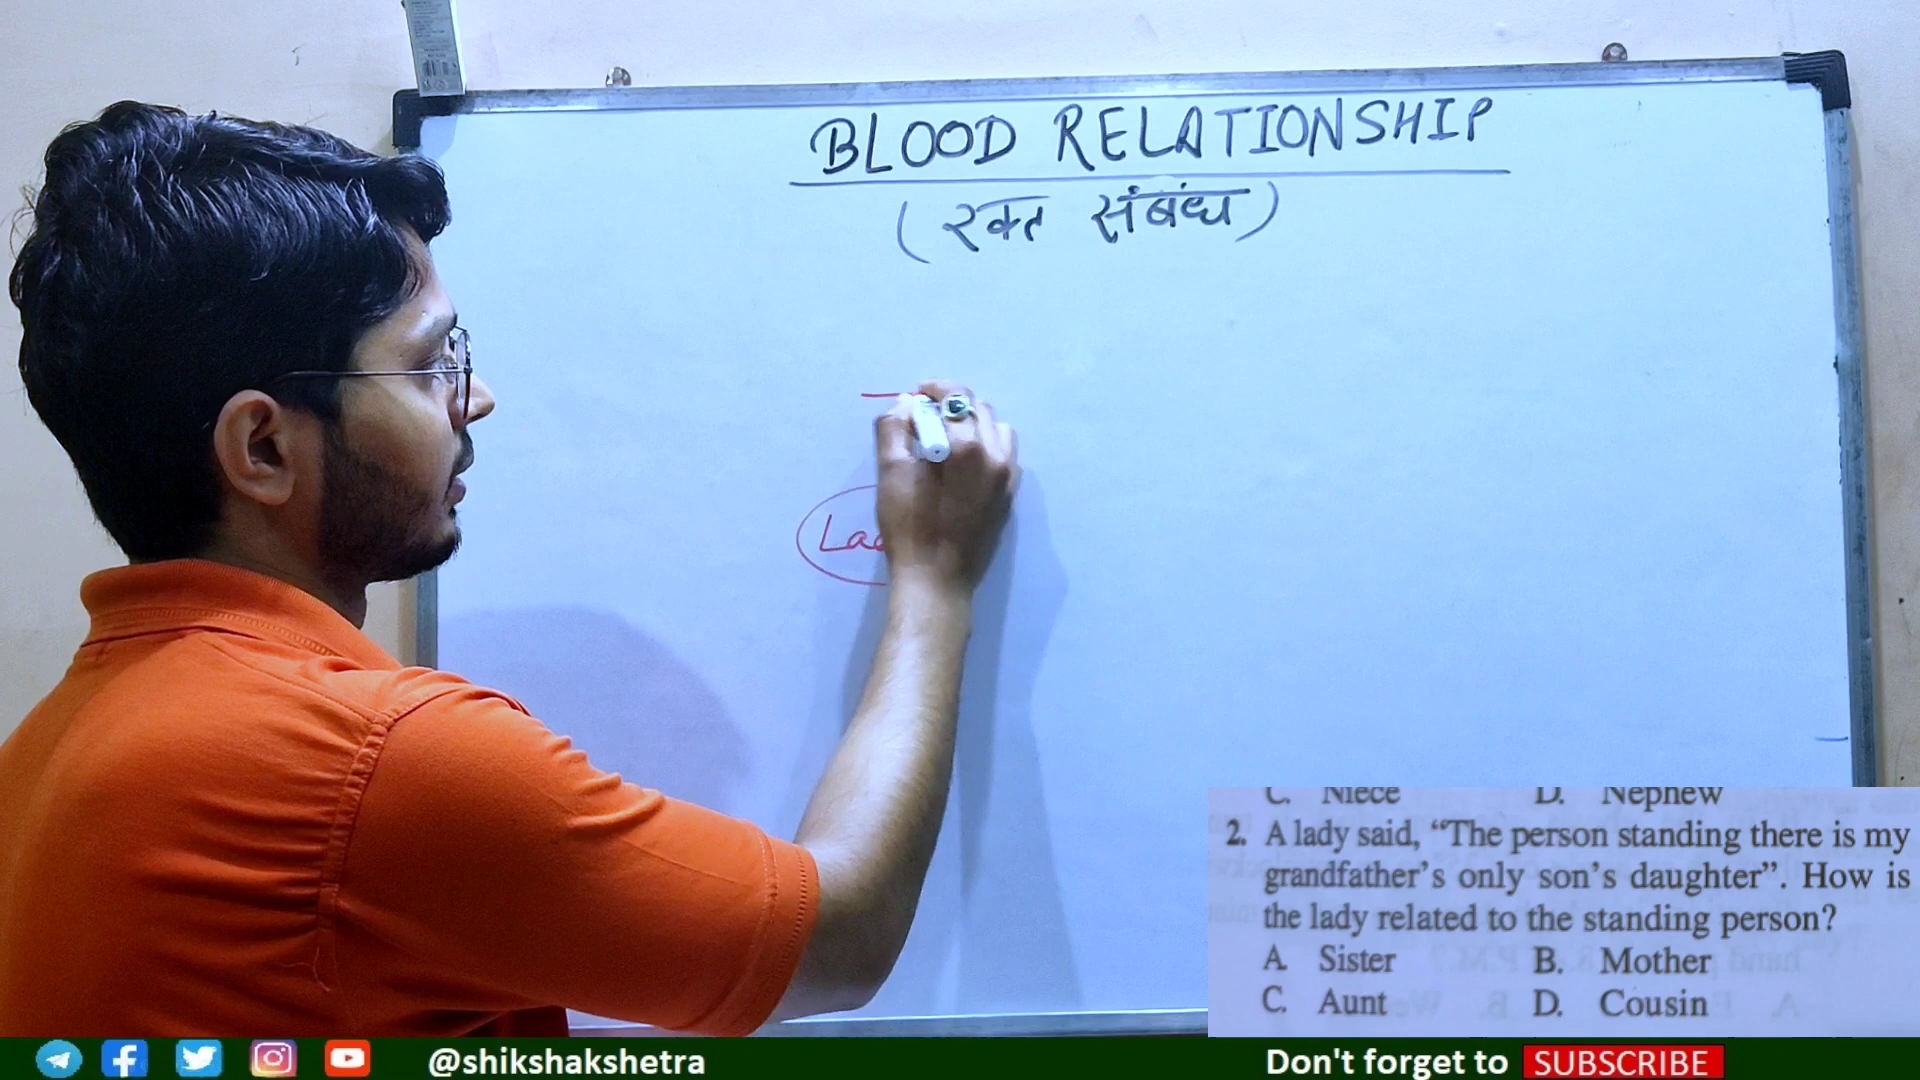 BLOOD RELATIONSHIP
(रक्त संबंध)
C. Niece D. Nephew
2. A lady said, “The person standing there is my
grandfather’s only son’s daughter”. How is
the lady related to the standing person?
A. Sister B. Mother
C. Aunt D. Cousin
@shikshakshetra
Don't forget to SUBSCRIBE